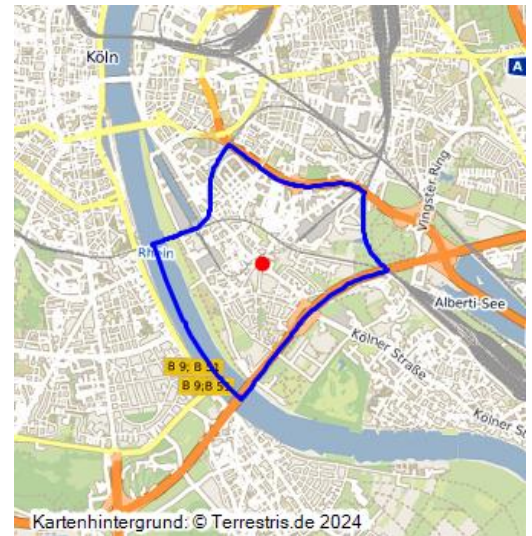 Köln
A
Vingster Ring
Rhein
Alberti-See
Kölner Straße
B 9; B 51
B 9;B 51
Kölner St
Kartenhintergrund: © Terrestris.de 2024